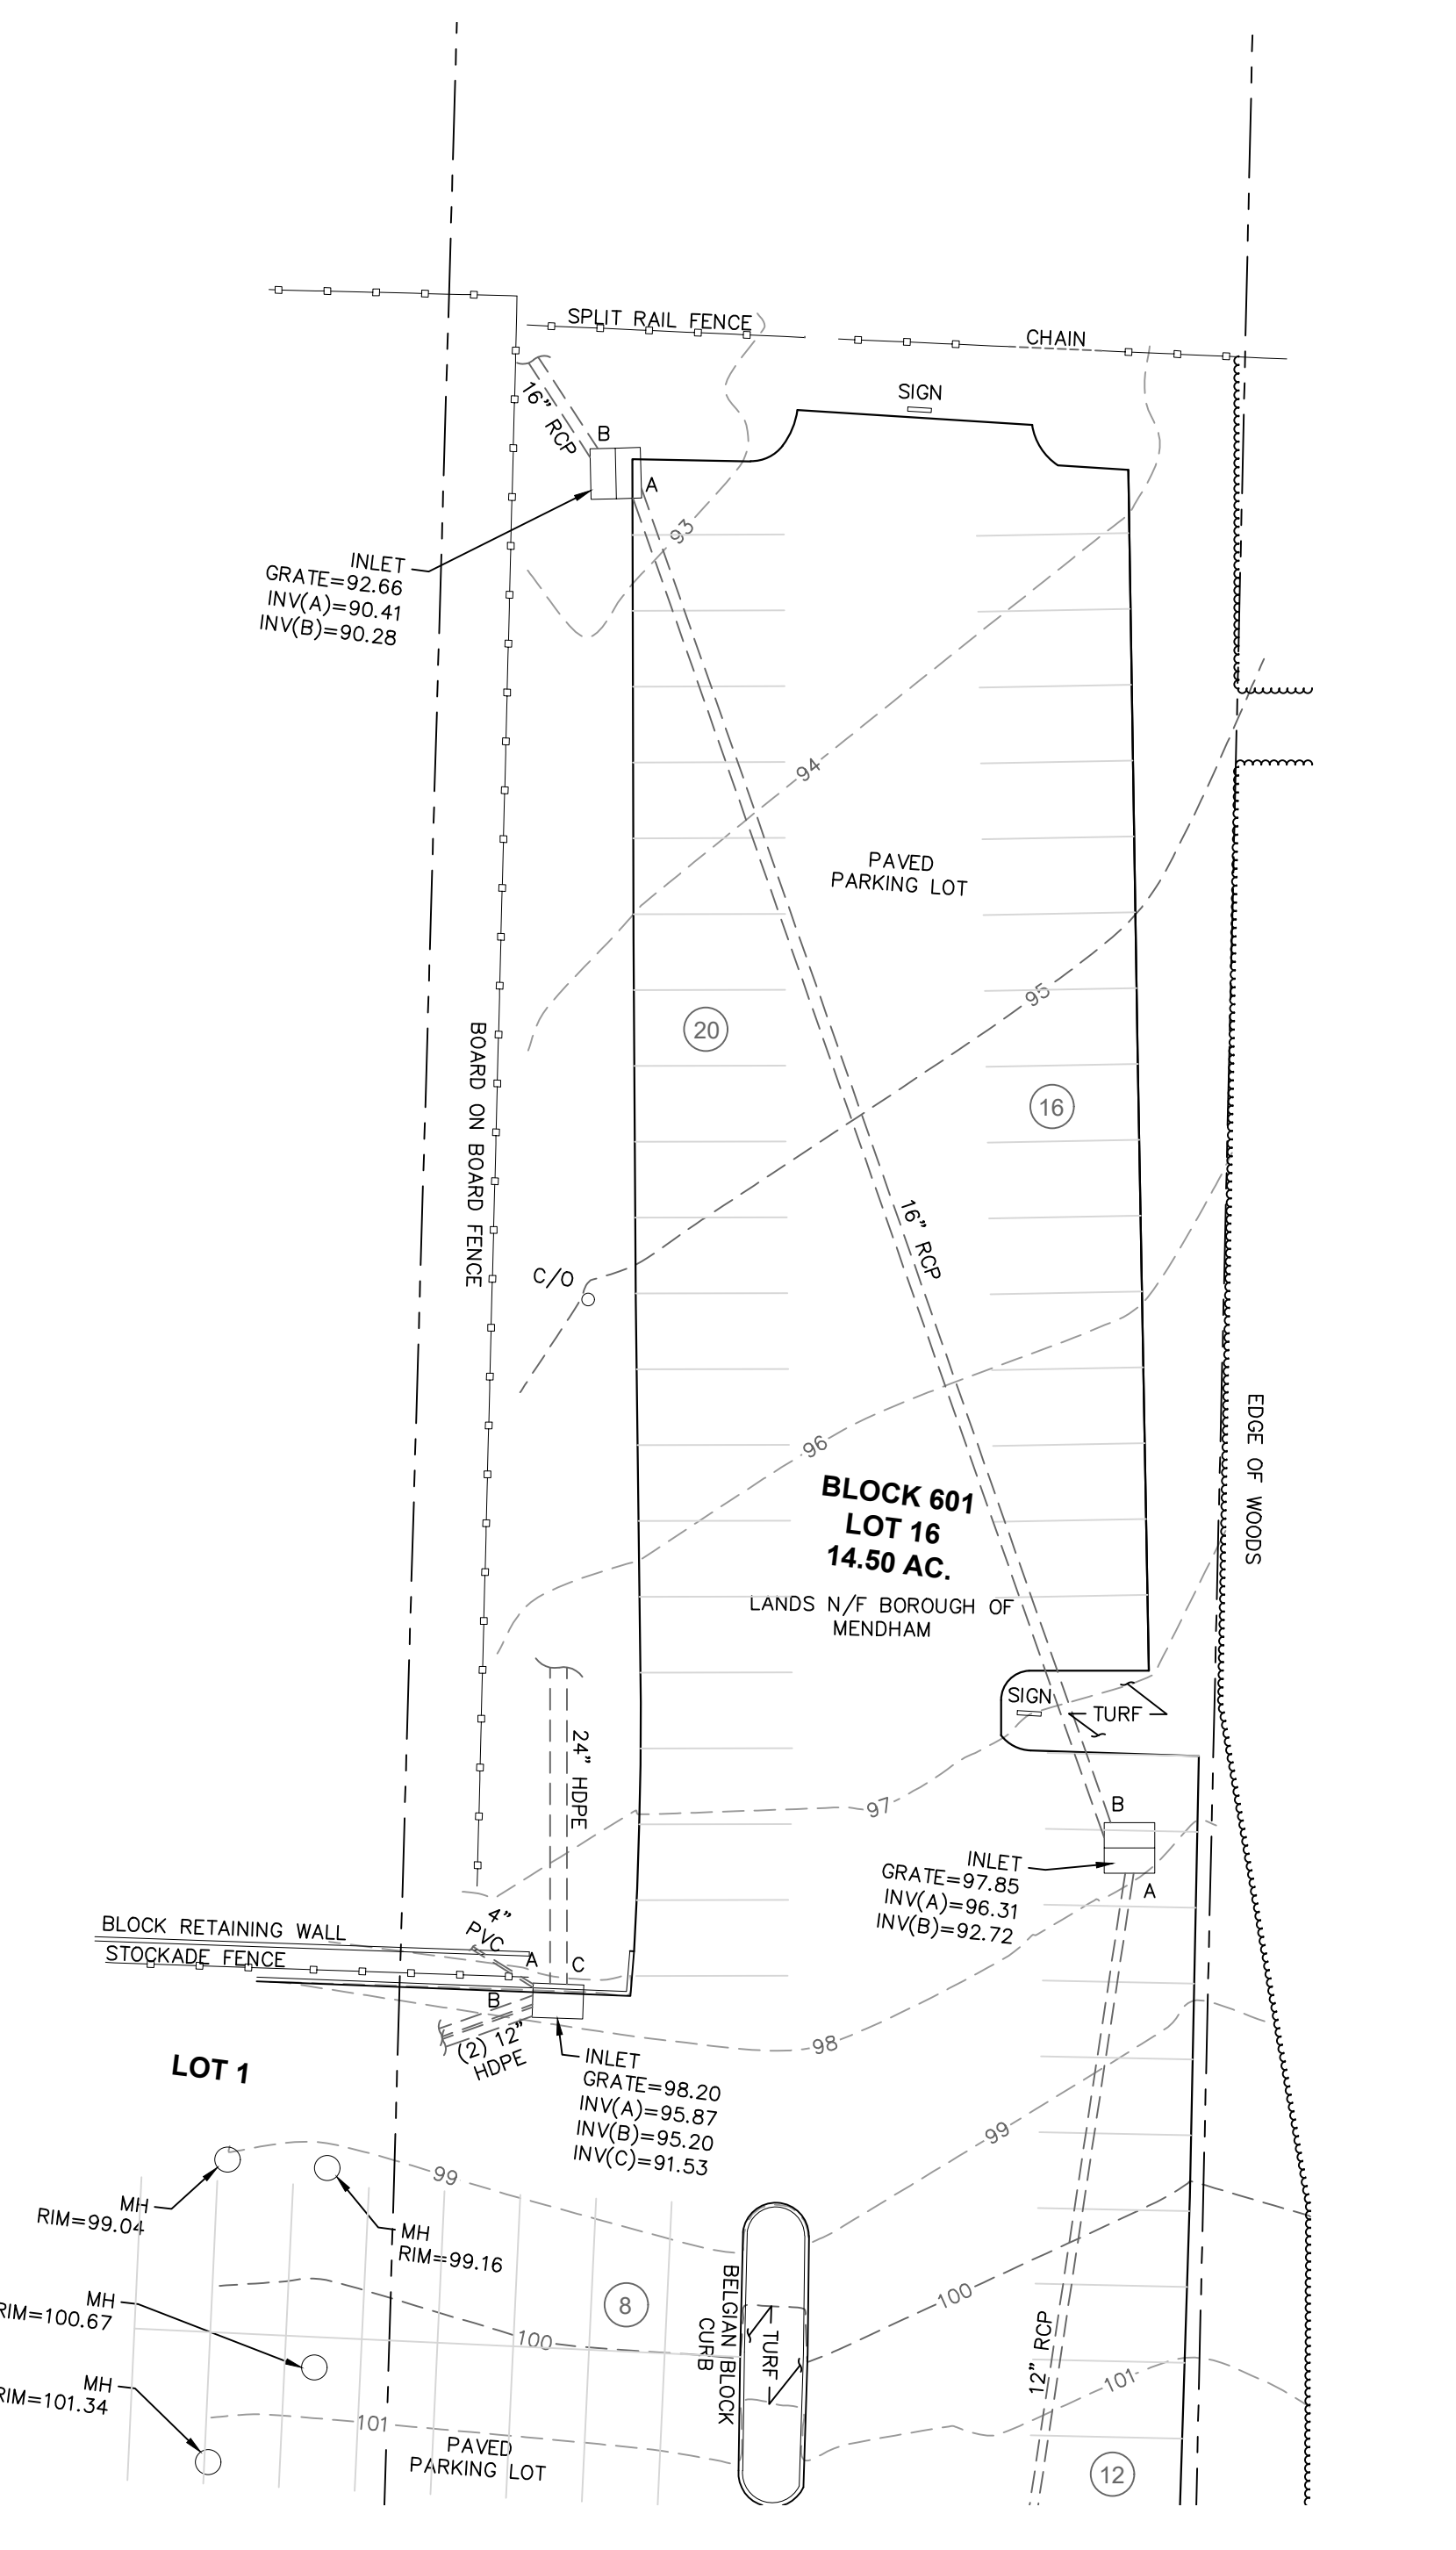 SPLIT RAIL FENCE
CHAIN
SIGN
16" RCP
B
A
INLET
GRATE=92.66
INV(A)=90.41
INV(B)=90.28
93
94
PAVED
PARKING LOT
95
20
16
BOARD ON BOARD FENCE
16" RCP
C/O
EDGE OF WOODS
96
BLOCK 601
LOT 16
14.50 AC.
LANDS N/F BOROUGH OF
MENDHAM
SIGN
TURF
24" HDPE
97
B
INLET
GRATE=97.85
INV(A)=96.31
INV(B)=92.72
A
4"
PVC
BLOCK RETAINING WALL
STOCKADE FENCE
A
C
B
(2) 12"
HDPE
98
INLET
GRATE=98.20
INV(A)=95.87
INV(B)=95.20
INV(C)=91.53
LOT 1
99
99
MH
RIM=99.04
MH
RIM=99.16
MH
RIM=100.67
8
BELGIAN BLOCK
CURB
TURF
100
100
12" RCP
MH
RIM=101.34
101
101
PAVED
PARKING LOT
12